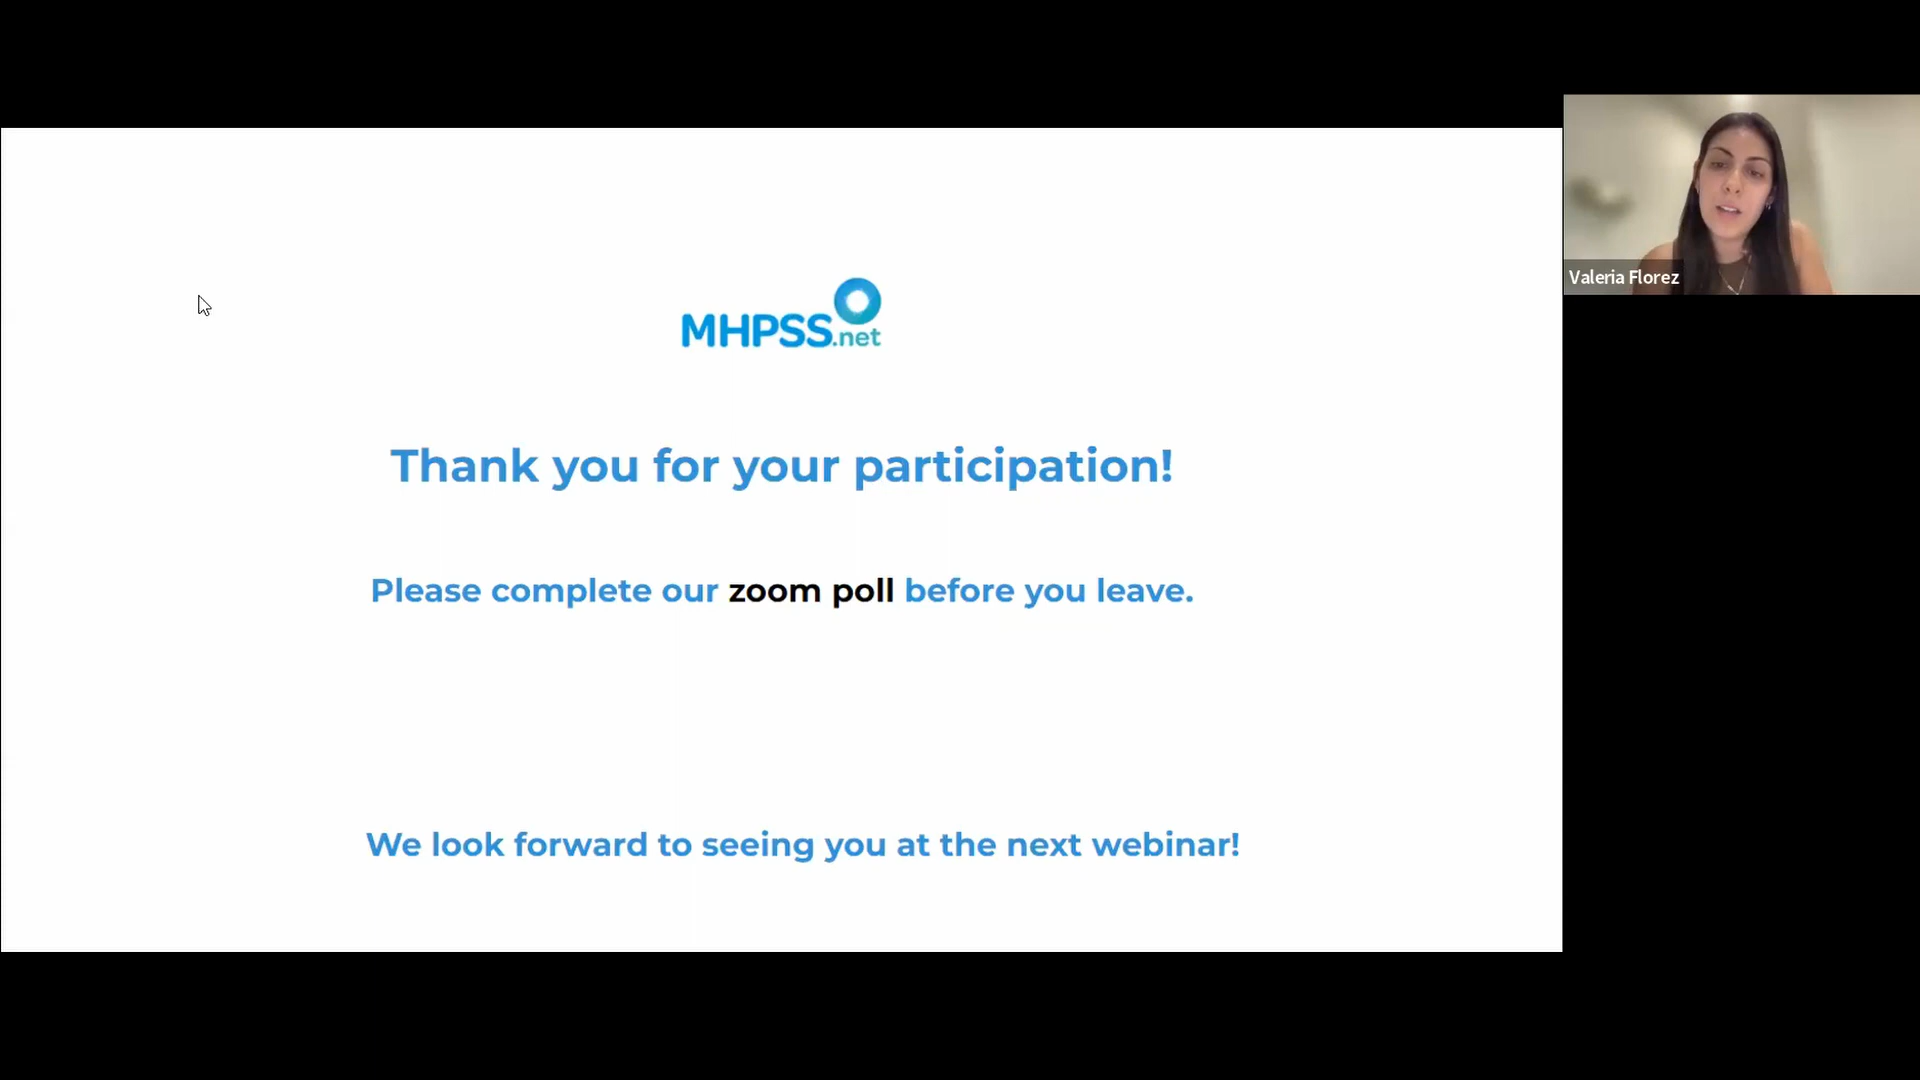 MHPSS.net
Thank you for your participation!
Please complete our zoom poll before you leave.
We look forward to seeing you at the next webinar!
Valeria Florez